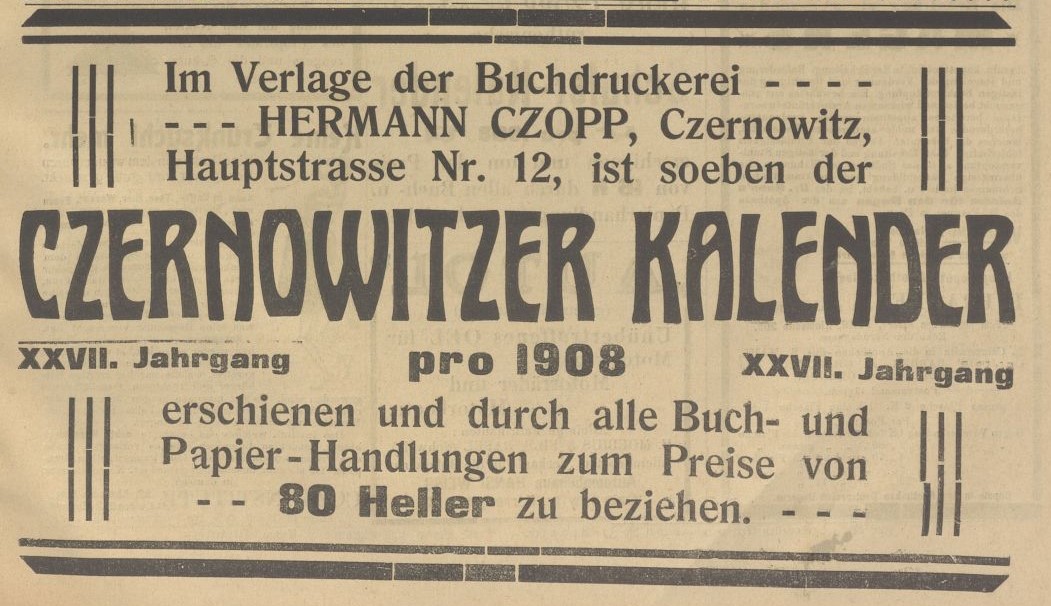 Im Verlage der Buchdruckerei - - - -
- - - HERMANN CZOPP, Czernowitz,
Hauptstrasse Nr. 12, ist soeben der
CZERNOWITZER KALENDER
XXVII. Jahrgang pro 1908 XXVII. Jahrgang
erschienen und durch alle Buch- und
Papier-Handlungen zum Preise von
- - 80 Heller zu beziehen. - - -